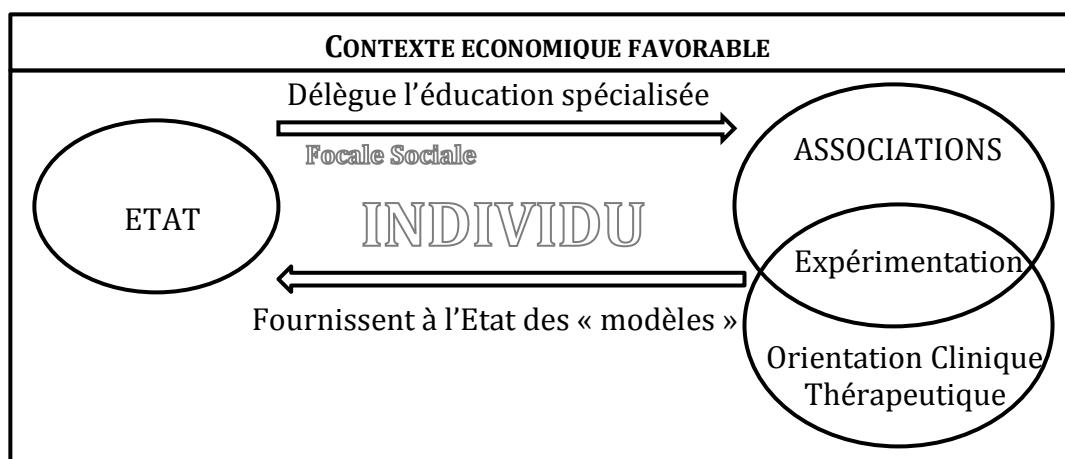 CONTEXTE ECONOMIQUE FAVORABLE
Délègue l’éducation spécialisée
Focale Sociale
ASSOCIATIONS
ETAT
INDIVIDU
Expérimentation
Fournissent à l’Etat des « modèles »
Orientation Clinique
Thérapeutique